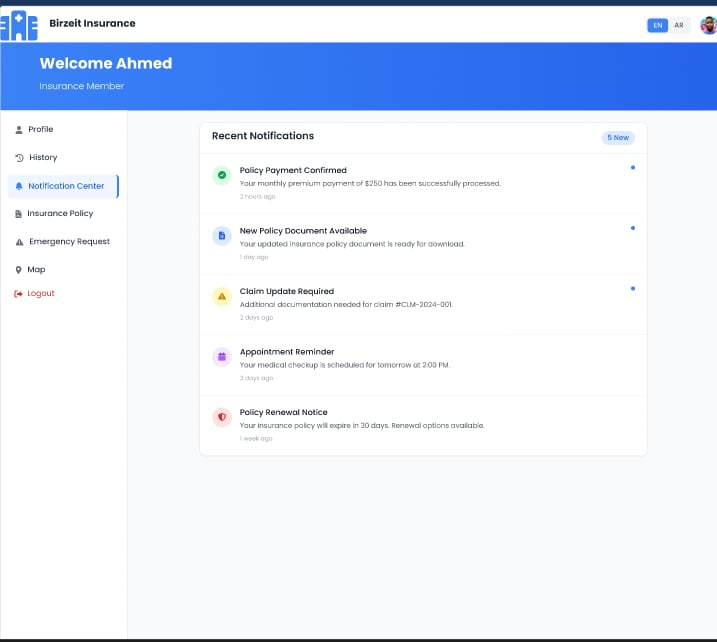 Birzeit Insurance
EN
AR
Welcome Ahmed
Insurance Member
Profile
History
Notification Center
Insurance Policy
Emergency Request
Map
Logout
Recent Notifications
5 New
Policy Payment Confirmed
Your monthly premium payment of $250 has been successfully processed.
2 hours ago
New Policy Document Available
Your updated insurance policy document is ready for download.
1 day ago
Claim Update Required
Additional documentation needed for claim #CLM-2024-001.
2 days ago
Appointment Reminder
Your medical checkup is scheduled for tomorrow at 2:00 PM.
3 days ago
Policy Renewal Notice
Your insurance policy will expire in 30 days. Renewal options available.
1 week ago